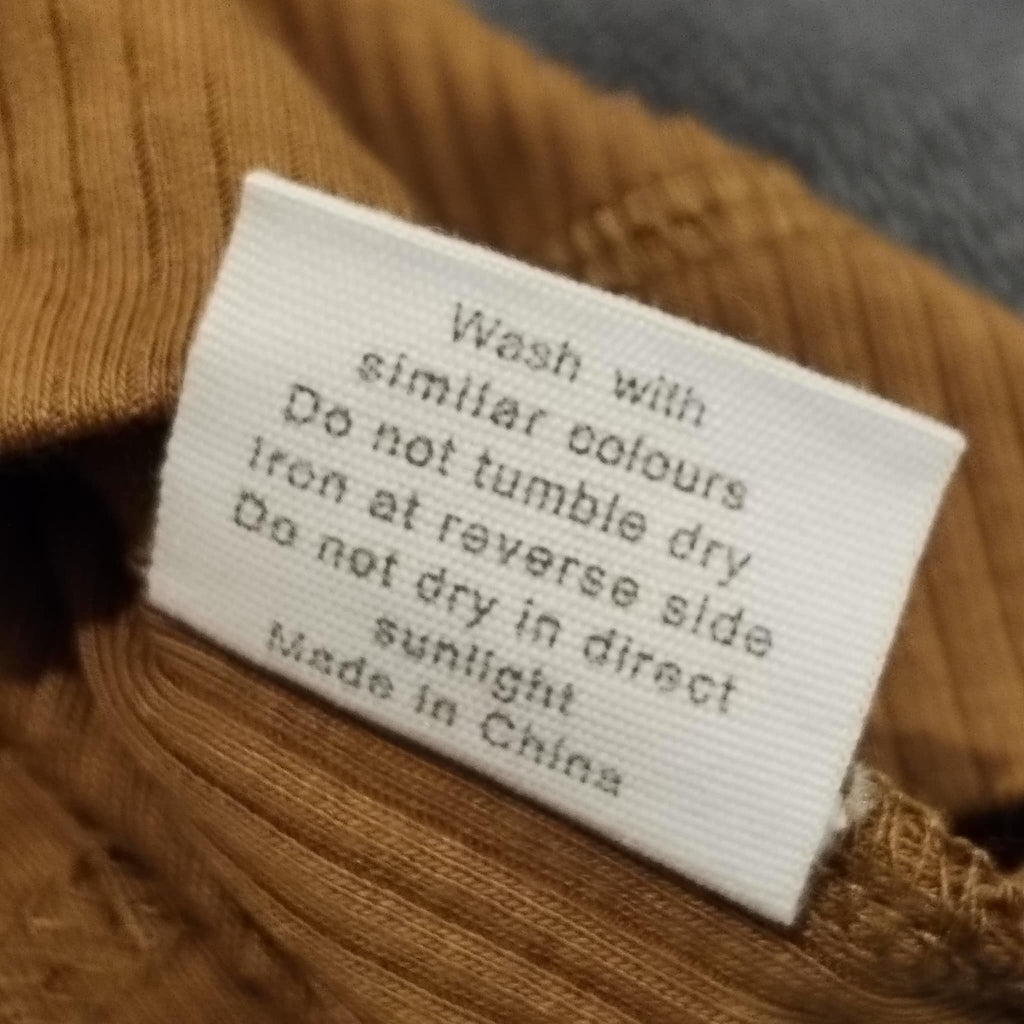 Wash with
similar colours
Do not tumble dry
Iron at reverse side
Do not dry in direct
sunlight
Made in China